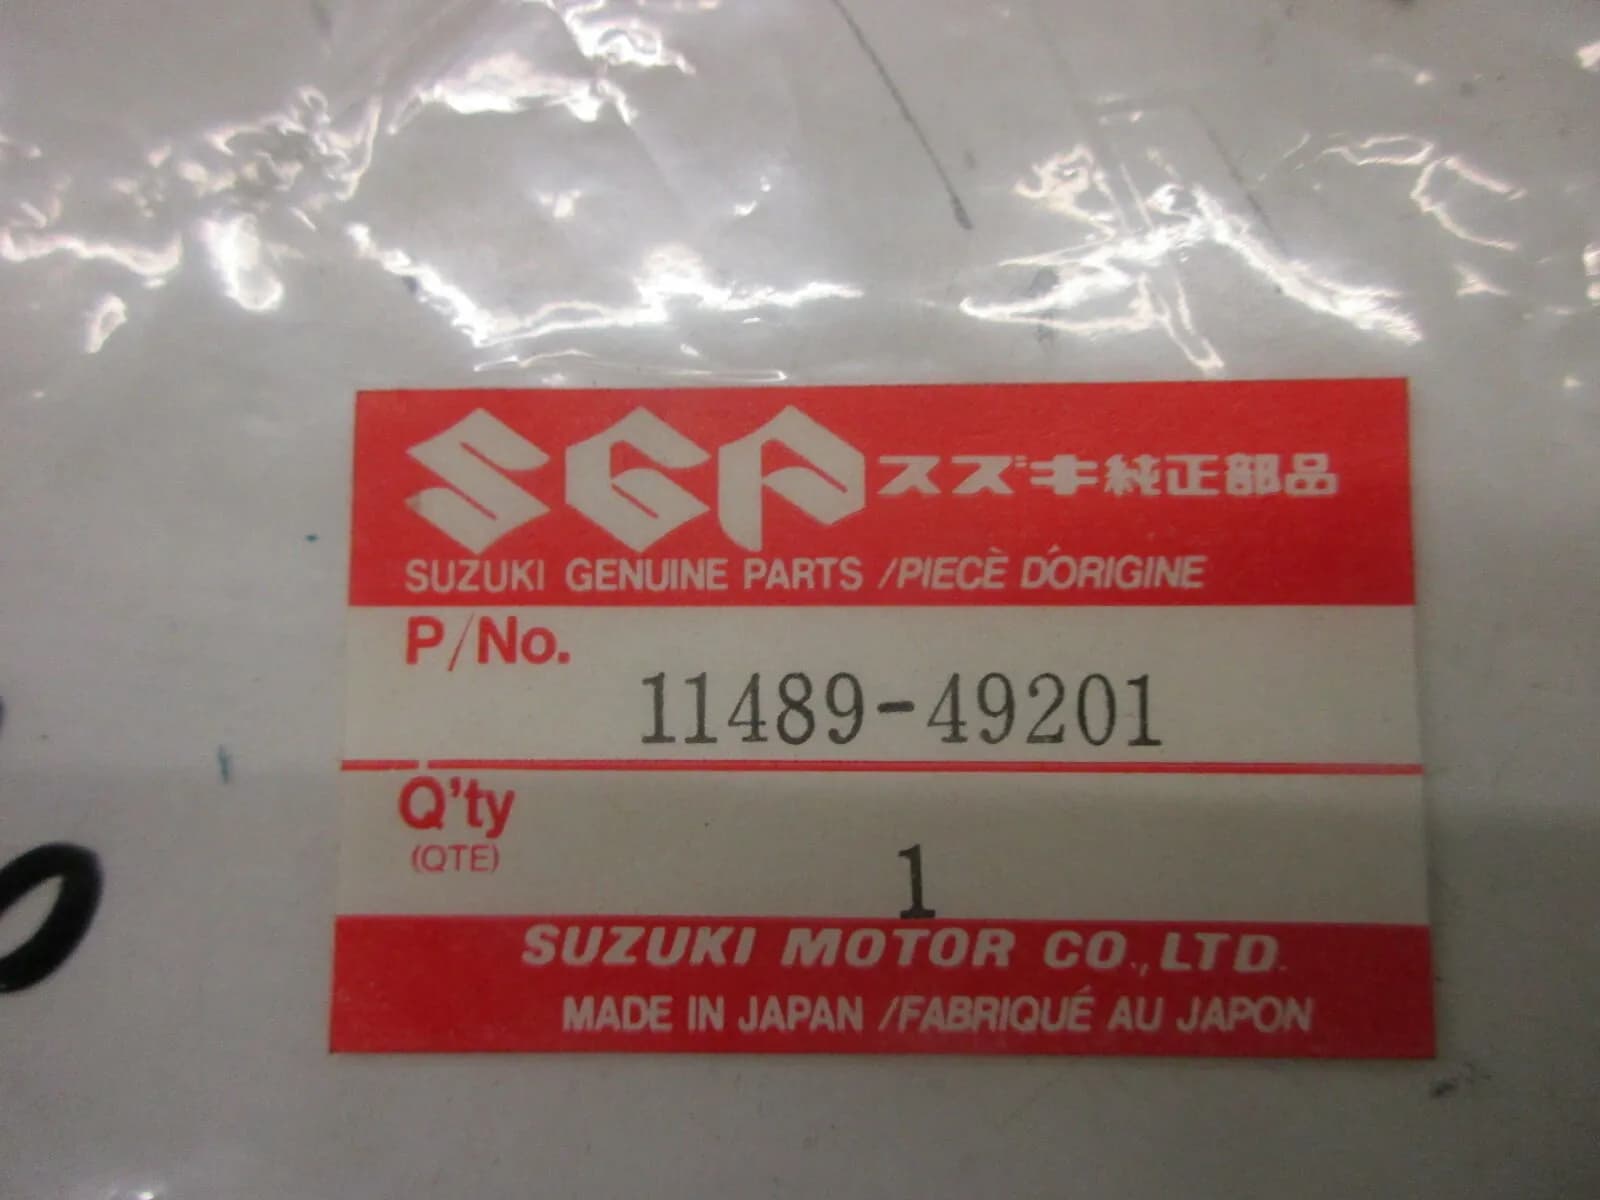 SGP スズキ純正部品
SUZUKI GENUINE PARTS /PIECÈ D'ÓRIGINE
P/No.
11489-49201
Q'ty
(QTE)
1
SUZUKI MOTOR CO.,LTD.
MADE IN JAPAN /FABRIQUÉ AU JAPON